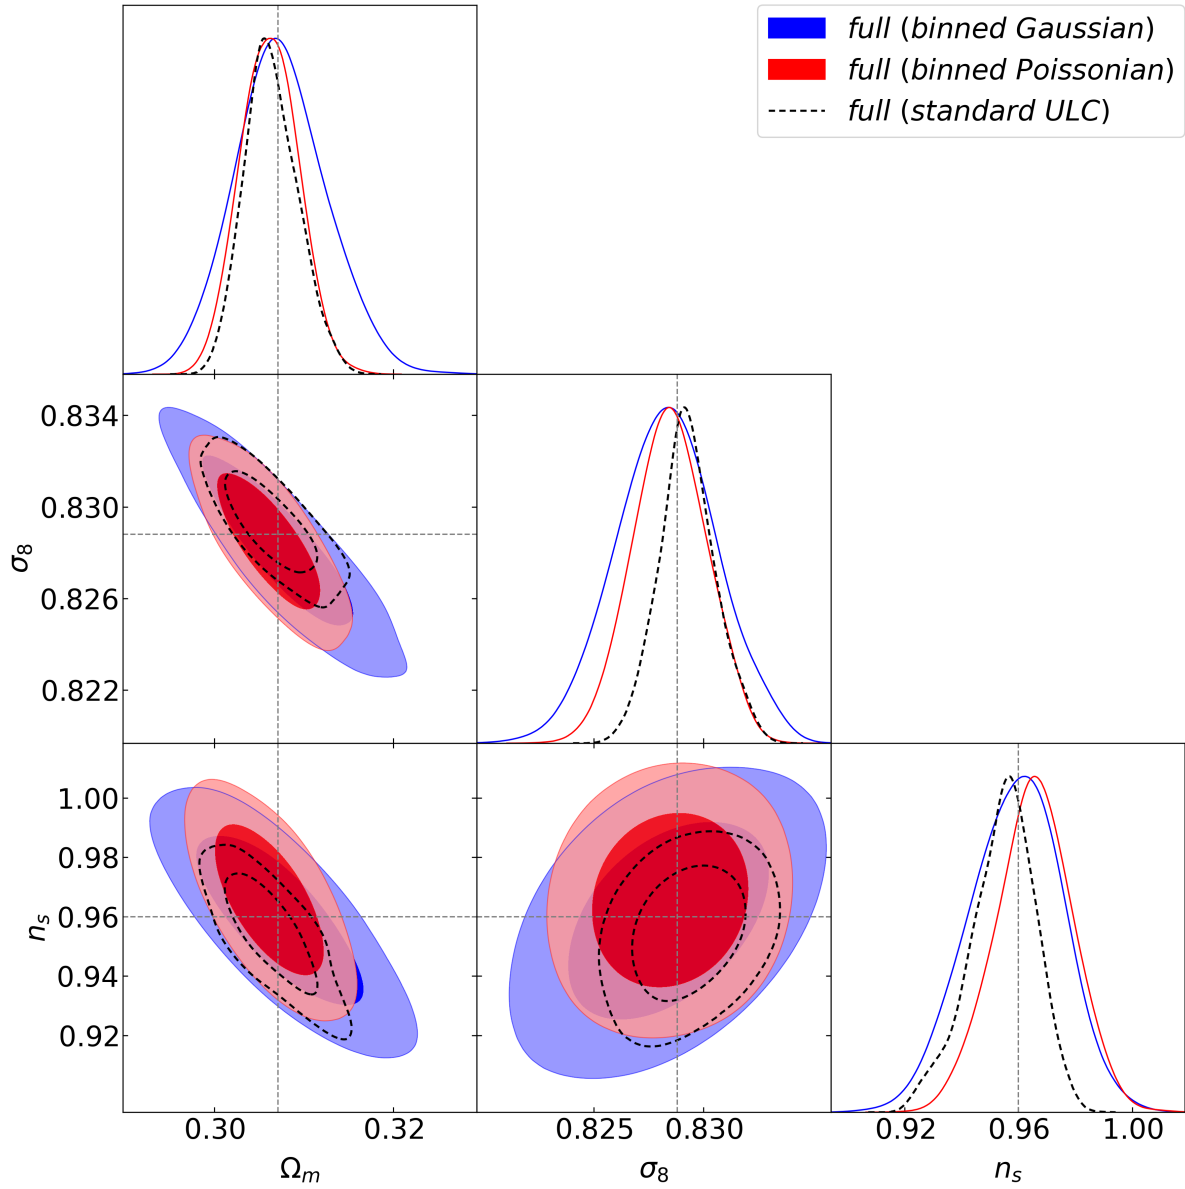 full (binned Gaussian)
full (binned Poissonian)
full (standard ULC)
0.834
0.830
0.826
0.822
σ₈
1.00
0.98
0.96
0.94
0.92
nₛ
0.30 0.32
0.825 0.830
0.92 0.96 1.00
Ωₘ
σ₈
nₛ